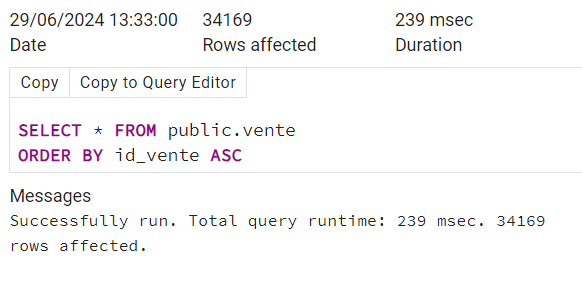 29/06/2024 13:33:00 34169 239 msec
Date Rows affected Duration
Copy Copy to Query Editor
SELECT * FROM public.vente
ORDER BY id_vente ASC
Messages
Successfully run. Total query runtime: 239 msec. 34169
rows affected.